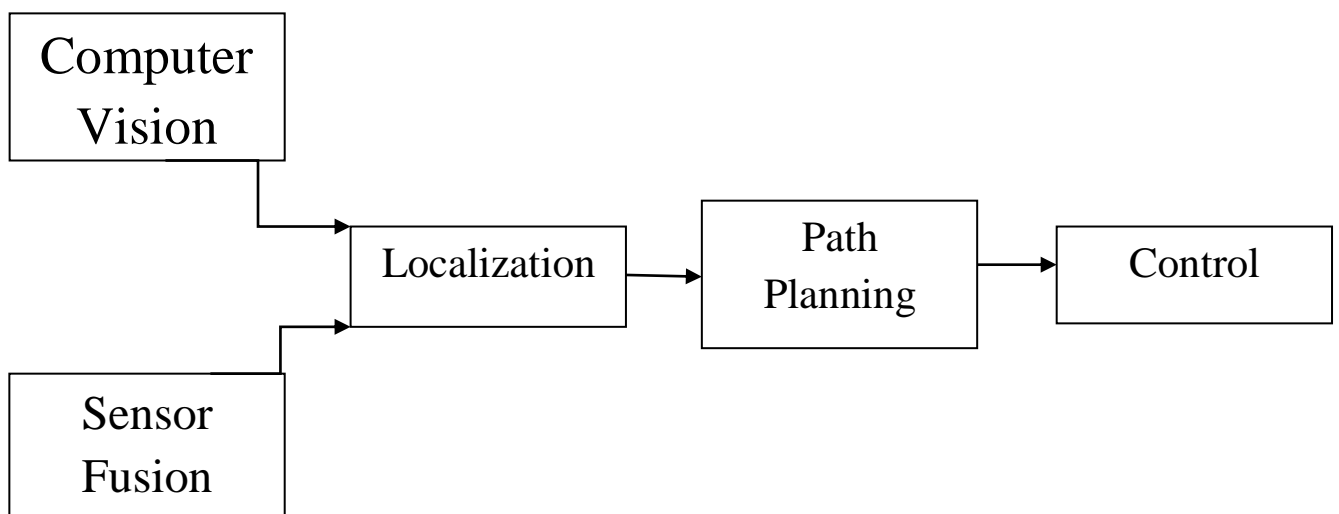 Computer
Vision
Localization
Path
Planning
Control
Sensor
Fusion